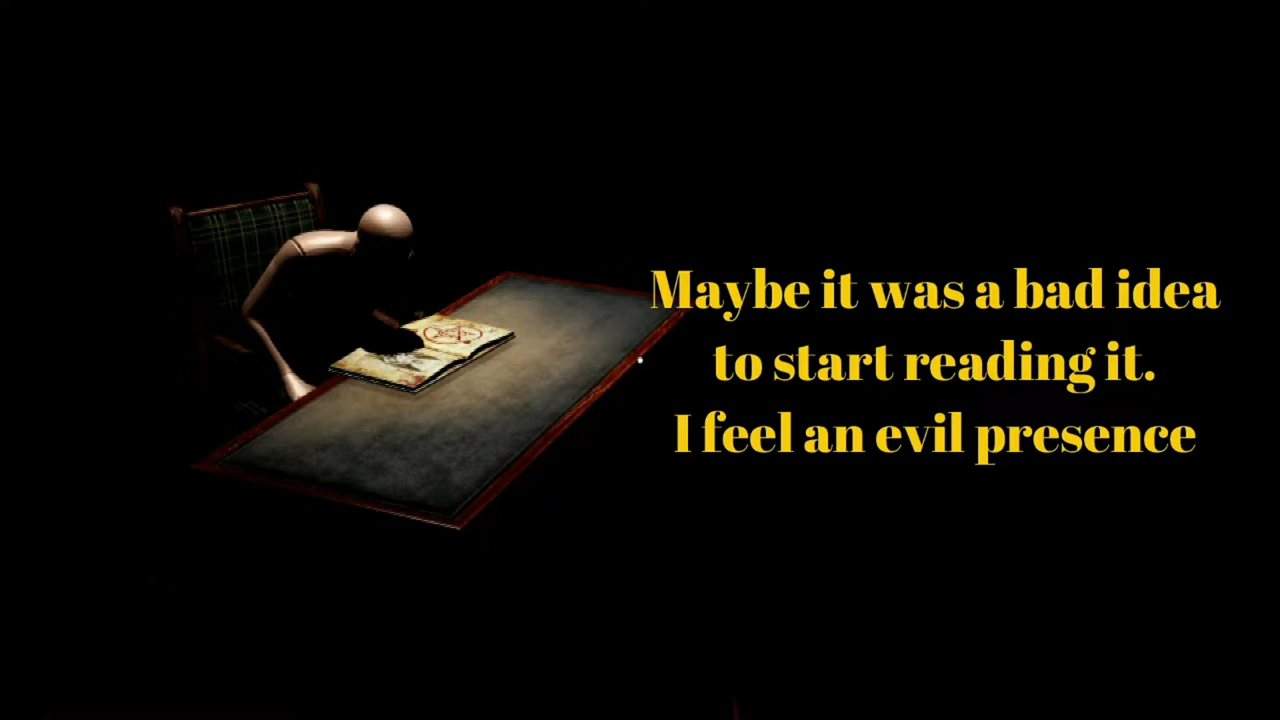 Maybe it was a bad idea
to start reading it.
I feel an evil presence